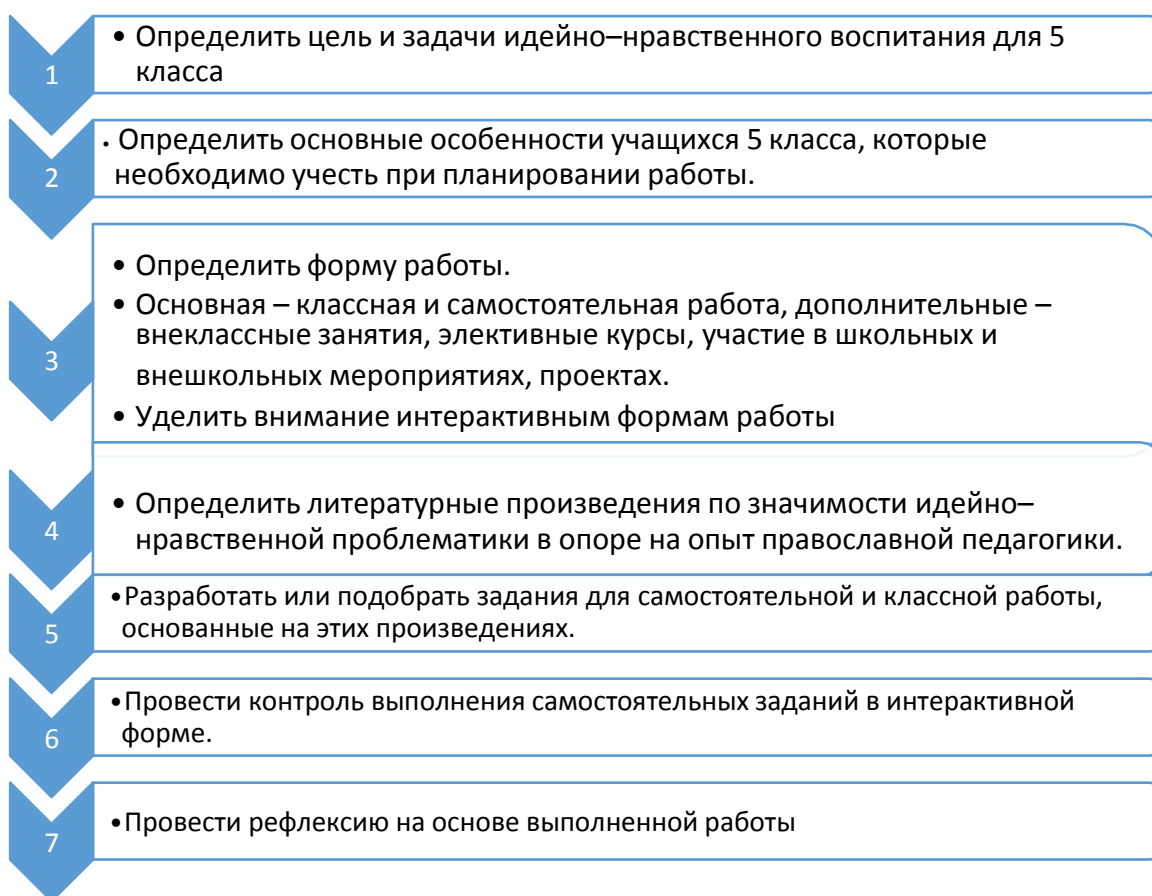 1
• Определить цель и задачи идейно–нравственного воспитания для 5
класса
2
• Определить основные особенности учащихся 5 класса, которые
необходимо учесть при планировании работы.
3
• Определить форму работы.
• Основная – классная и самостоятельная работа, дополнительные –
внеклассные занятия, элективные курсы, участие в школьных и
внешкольных мероприятиях, проектах.
• Уделить внимание интерактивным формам работы
4
• Определить литературные произведения по значимости идейно–
нравственной проблематики в опоре на опыт православной педагогики.
5
•Разработать или подобрать задания для самостоятельной и классной работы,
основанные на этих произведениях.
6
•Провести контроль выполнения самостоятельных заданий в интерактивной
форме.
7
•Провести рефлексию на основе выполненной работы